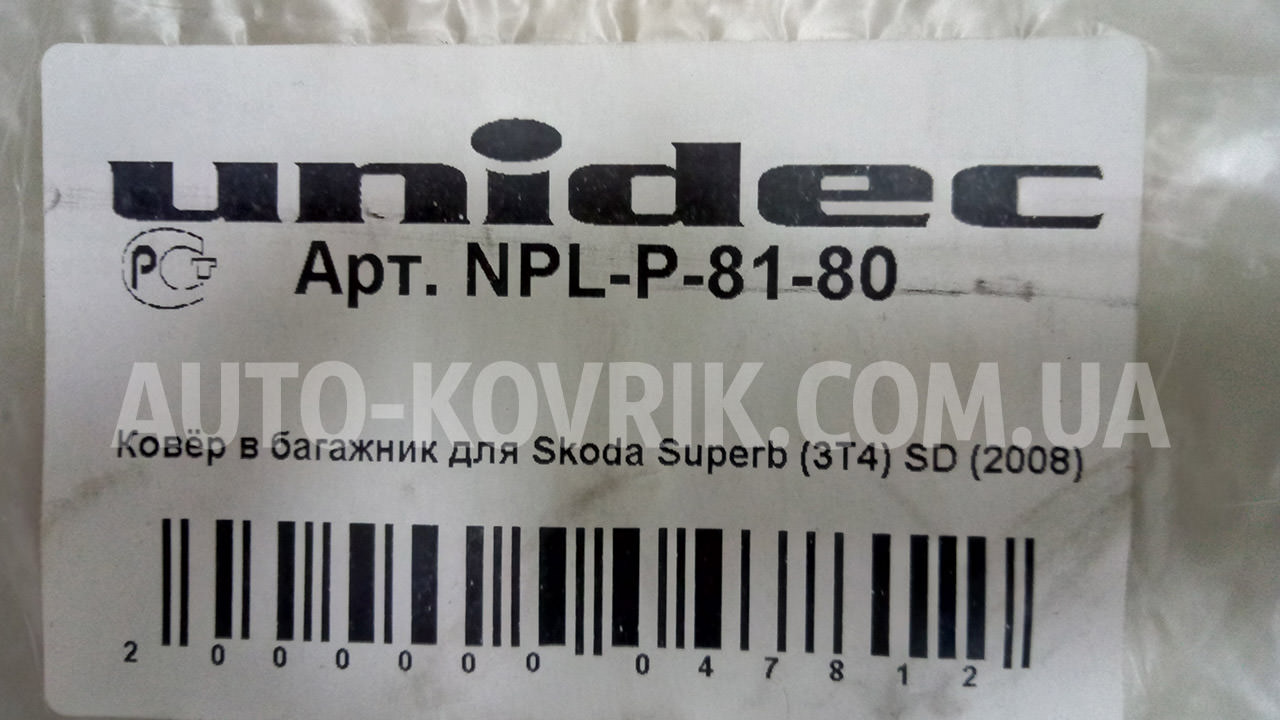 unidec
РСТ Арт. NPL-P-81-80
AUTO-KOVRIK.COM.UA
Ковёр в багажник для Skoda Superb (3T4) SD (2008)
2 000000 047812